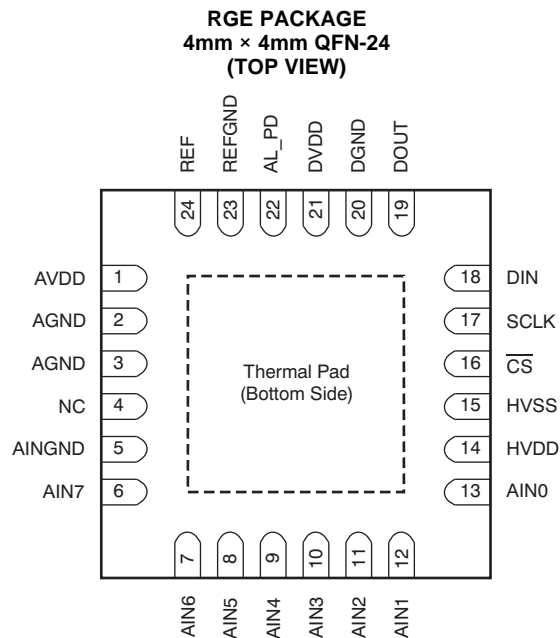 RGE PACKAGE
4mm × 4mm QFN-24
(TOP VIEW)
REF
REFGND
AL_PD
DVDD
DGND
DOUT
24
23
22
21
20
19
AVDD 1
AGND 2
AGND 3
NC 4
AINGND 5
AIN7 6
Thermal Pad
(Bottom Side)
18 DIN
17 SCLK
16 C̅S̅
15 HVSS
14 HVDD
13 AIN0
7
8
9
10
11
12
AIN6
AIN5
AIN4
AIN3
AIN2
AIN1